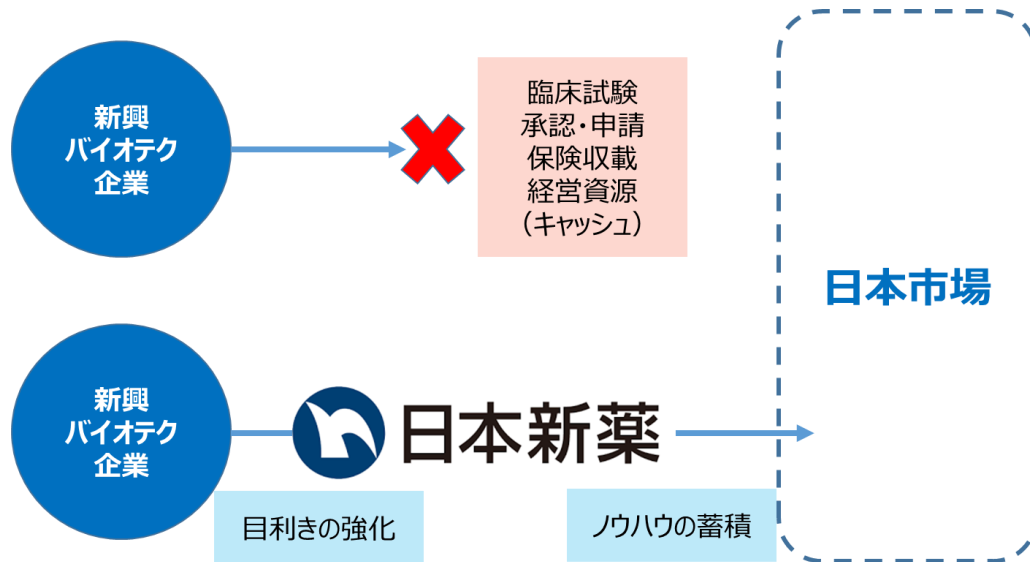 新興
バイオテク
企業
臨床試験
承認・申請
保険収載
経営資源
（キャッシュ）
日本市場
新興
バイオテク
企業
日本新薬
目利きの強化
ノウハウの蓄積